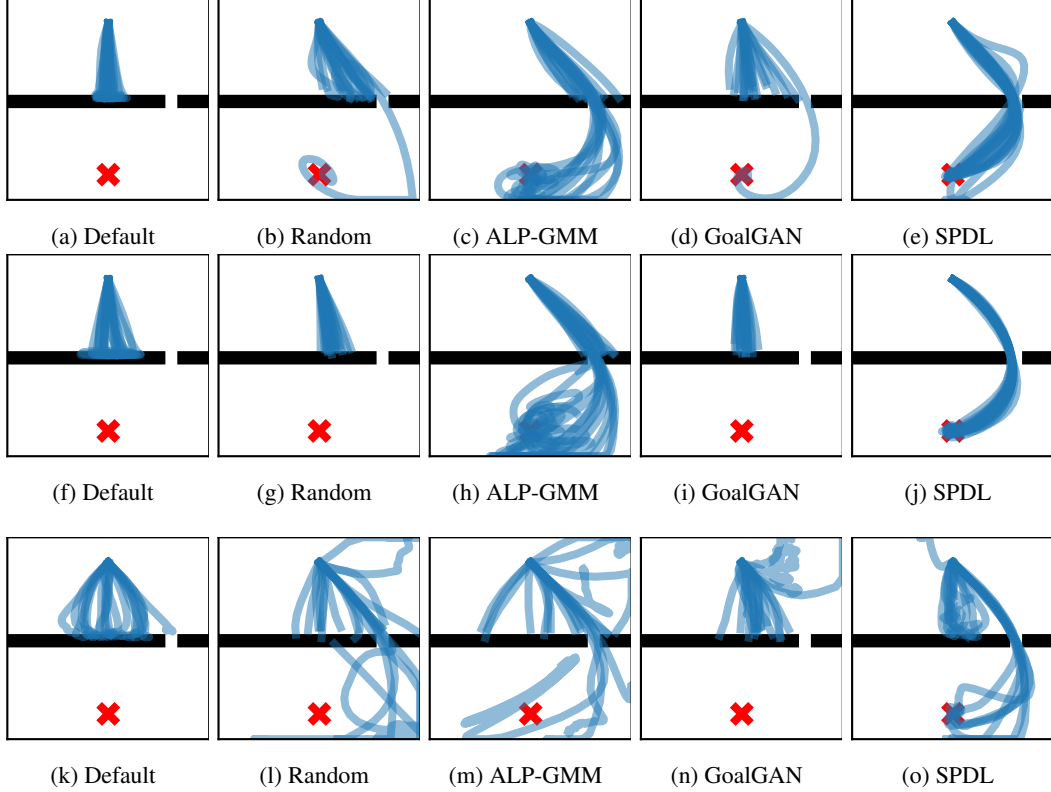 (a) Default (b) Random (c) ALP-GMM (d) GoalGAN (e) SPDL
(f) Default (g) Random (h) ALP-GMM (i) GoalGAN (j) SPDL
(k) Default (l) Random (m) ALP-GMM (n) GoalGAN (o) SPDL